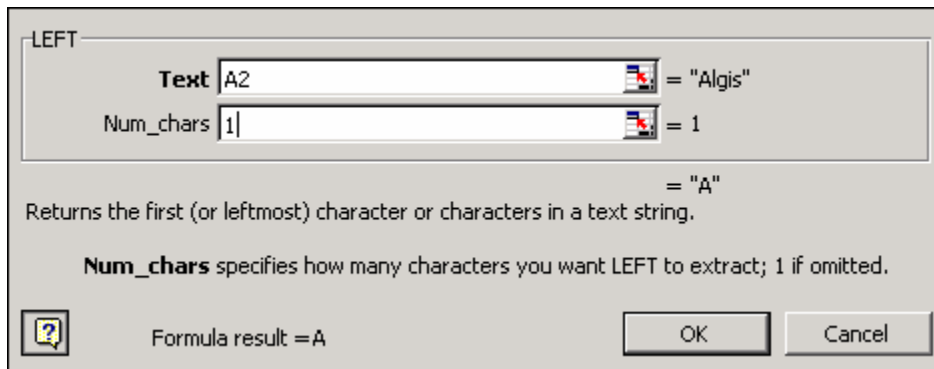 LEFT
Text A2 = "Algis"
Num_chars 1 = 1
= "A"
Returns the first (or leftmost) character or characters in a text string.
Num_chars specifies how many characters you want LEFT to extract; 1 if omitted.
? Formula result =A OK Cancel